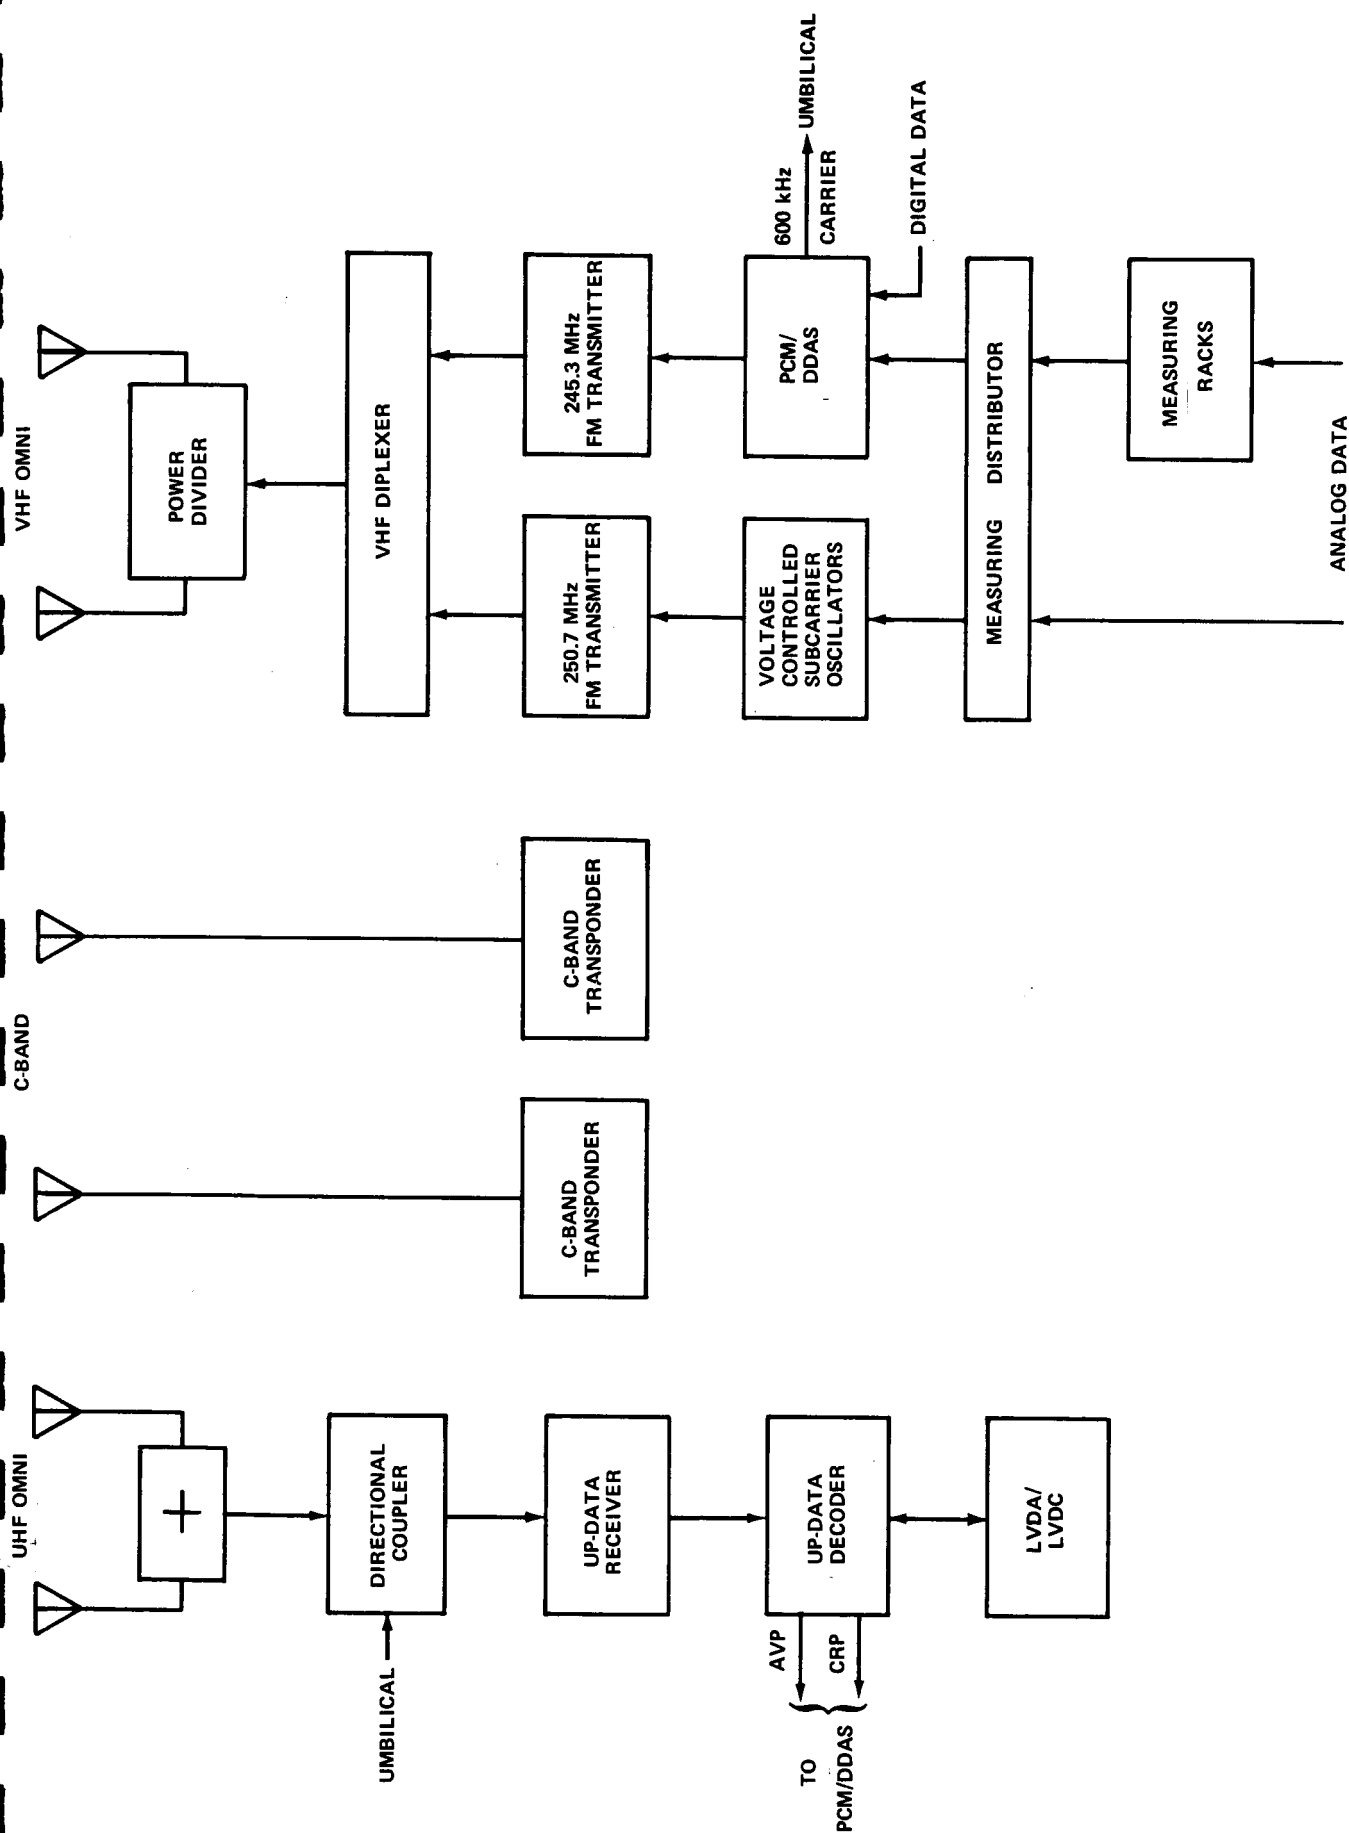 UHF OMNI
C-BAND
VHF OMNI
+
POWER
DIVIDER
UMBILICAL
DIRECTIONAL
COUPLER
VHF DIPLEXER
UP-DATA
RECEIVER
C-BAND
TRANSPONDER
C-BAND
TRANSPONDER
250.7 MHz
FM TRANSMITTER
245.3 MHz
FM TRANSMITTER
AVP
CRP
TO
PCM/DDAS
UP-DATA
DECODER
VOLTAGE
CONTROLLED
SUBCARRIER
OSCILLATORS
PCM/
DDAS
600 kHz
CARRIER
UMBILICAL
DIGITAL DATA
LVDA/
LVDC
MEASURING DISTRIBUTOR
MEASURING
RACKS
ANALOG DATA